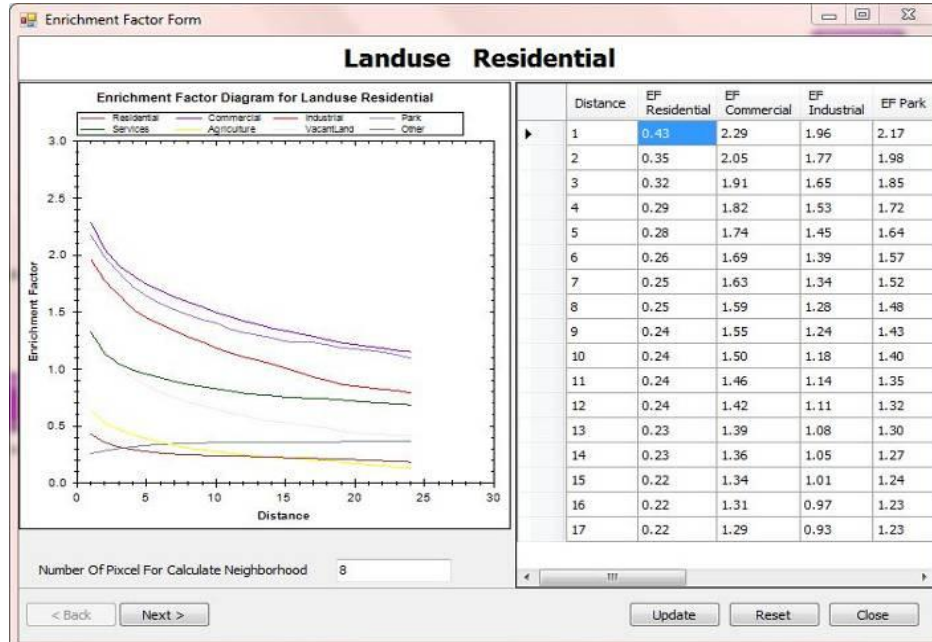 Enrichment Factor Form
Landuse Residential
Enrichment Factor Diagram for Landuse Residential
Residential Commercial Industrial Park
Services Agriculture VacantLand Other
3.0
2.5
2.0
1.5
1.0
0.5
0.0
Enrichment Factor
0 5 10 15 20 25 30
Distance
Distance EF Residential EF Commercial EF Industrial EF Park
1 0.43 2.29 1.96 2.17
2 0.35 2.05 1.77 1.98
3 0.32 1.91 1.65 1.85
4 0.29 1.82 1.53 1.72
5 0.28 1.74 1.45 1.64
6 0.26 1.69 1.39 1.57
7 0.25 1.63 1.34 1.52
8 0.25 1.59 1.28 1.48
9 0.24 1.55 1.24 1.43
10 0.24 1.50 1.18 1.40
11 0.24 1.46 1.14 1.35
12 0.24 1.42 1.11 1.32
13 0.23 1.39 1.08 1.30
14 0.23 1.36 1.05 1.27
15 0.22 1.34 1.01 1.24
16 0.22 1.31 0.97 1.23
17 0.22 1.29 0.93 1.23
Number Of Pixcel For Calculate Neighborhood 8
< Back Next > Update Reset Close